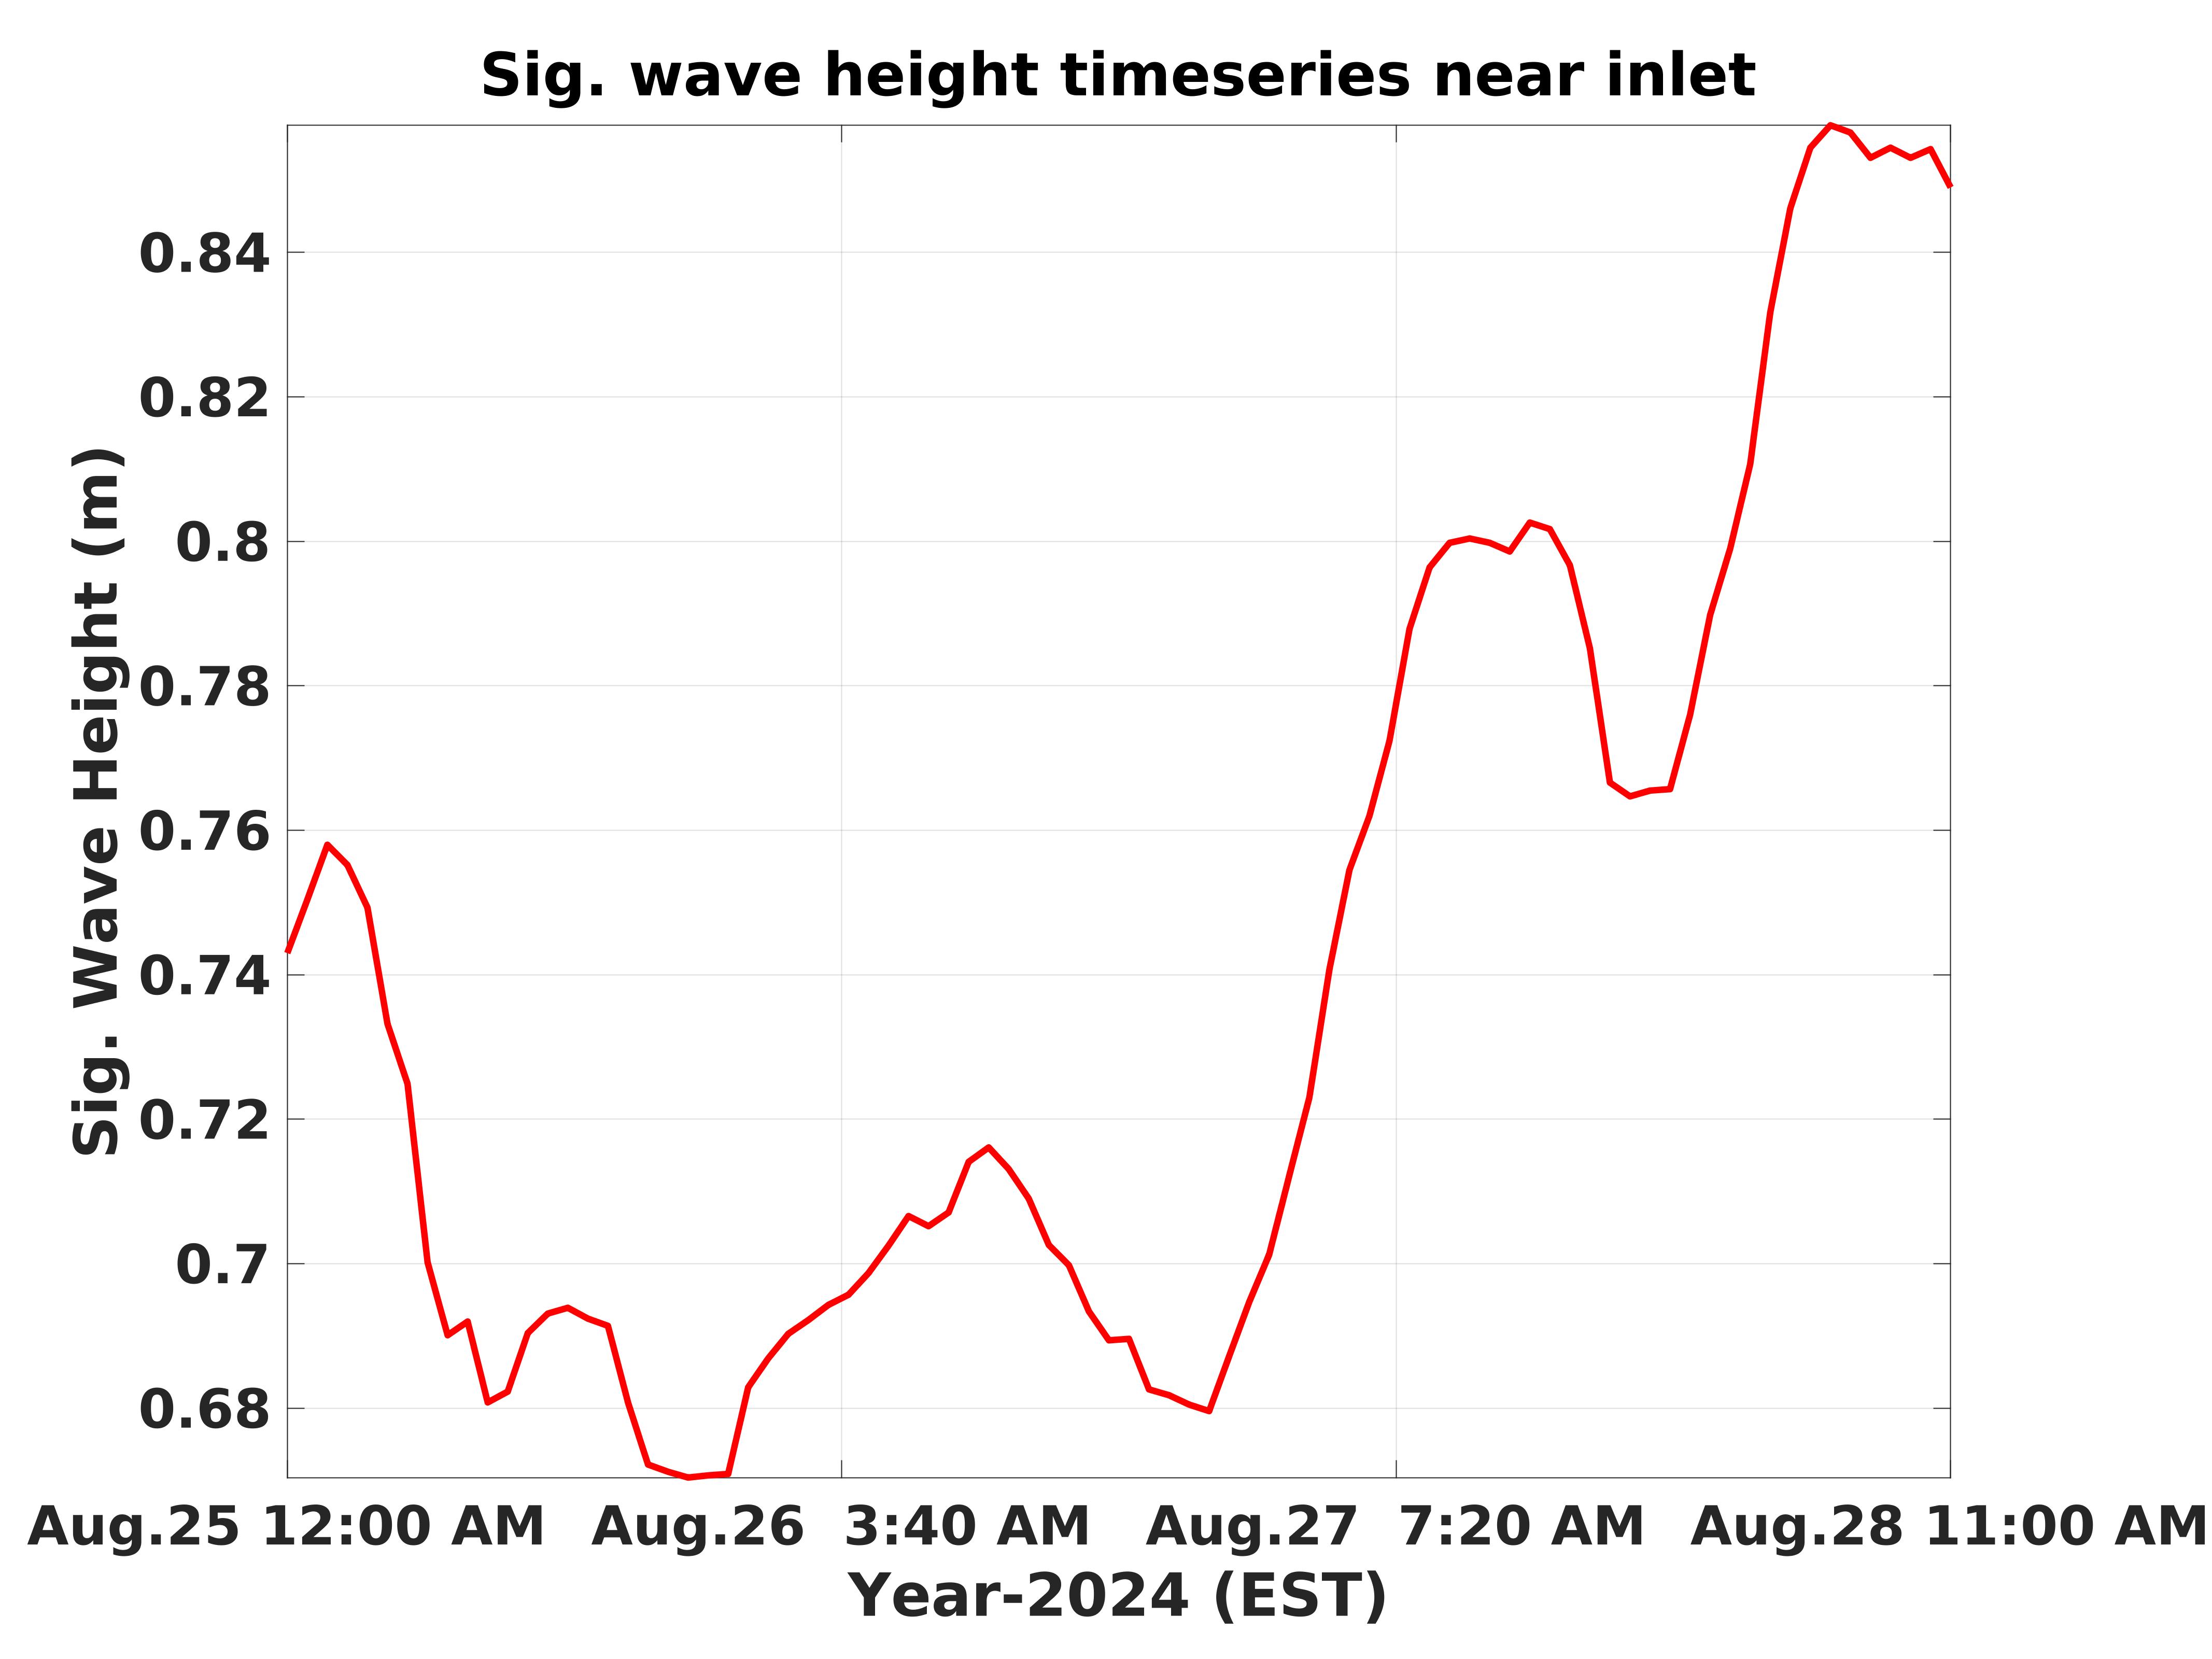 Sig. wave height timeseries near inlet
Sig. Wave Height (m)
0.84
0.82
0.8
0.78
0.76
0.74
0.72
0.7
0.68
Aug.25 12:00 AM Aug.26 3:40 AM Aug.27 7:20 AM Aug.28 11:00 AM
Year-2024 (EST)